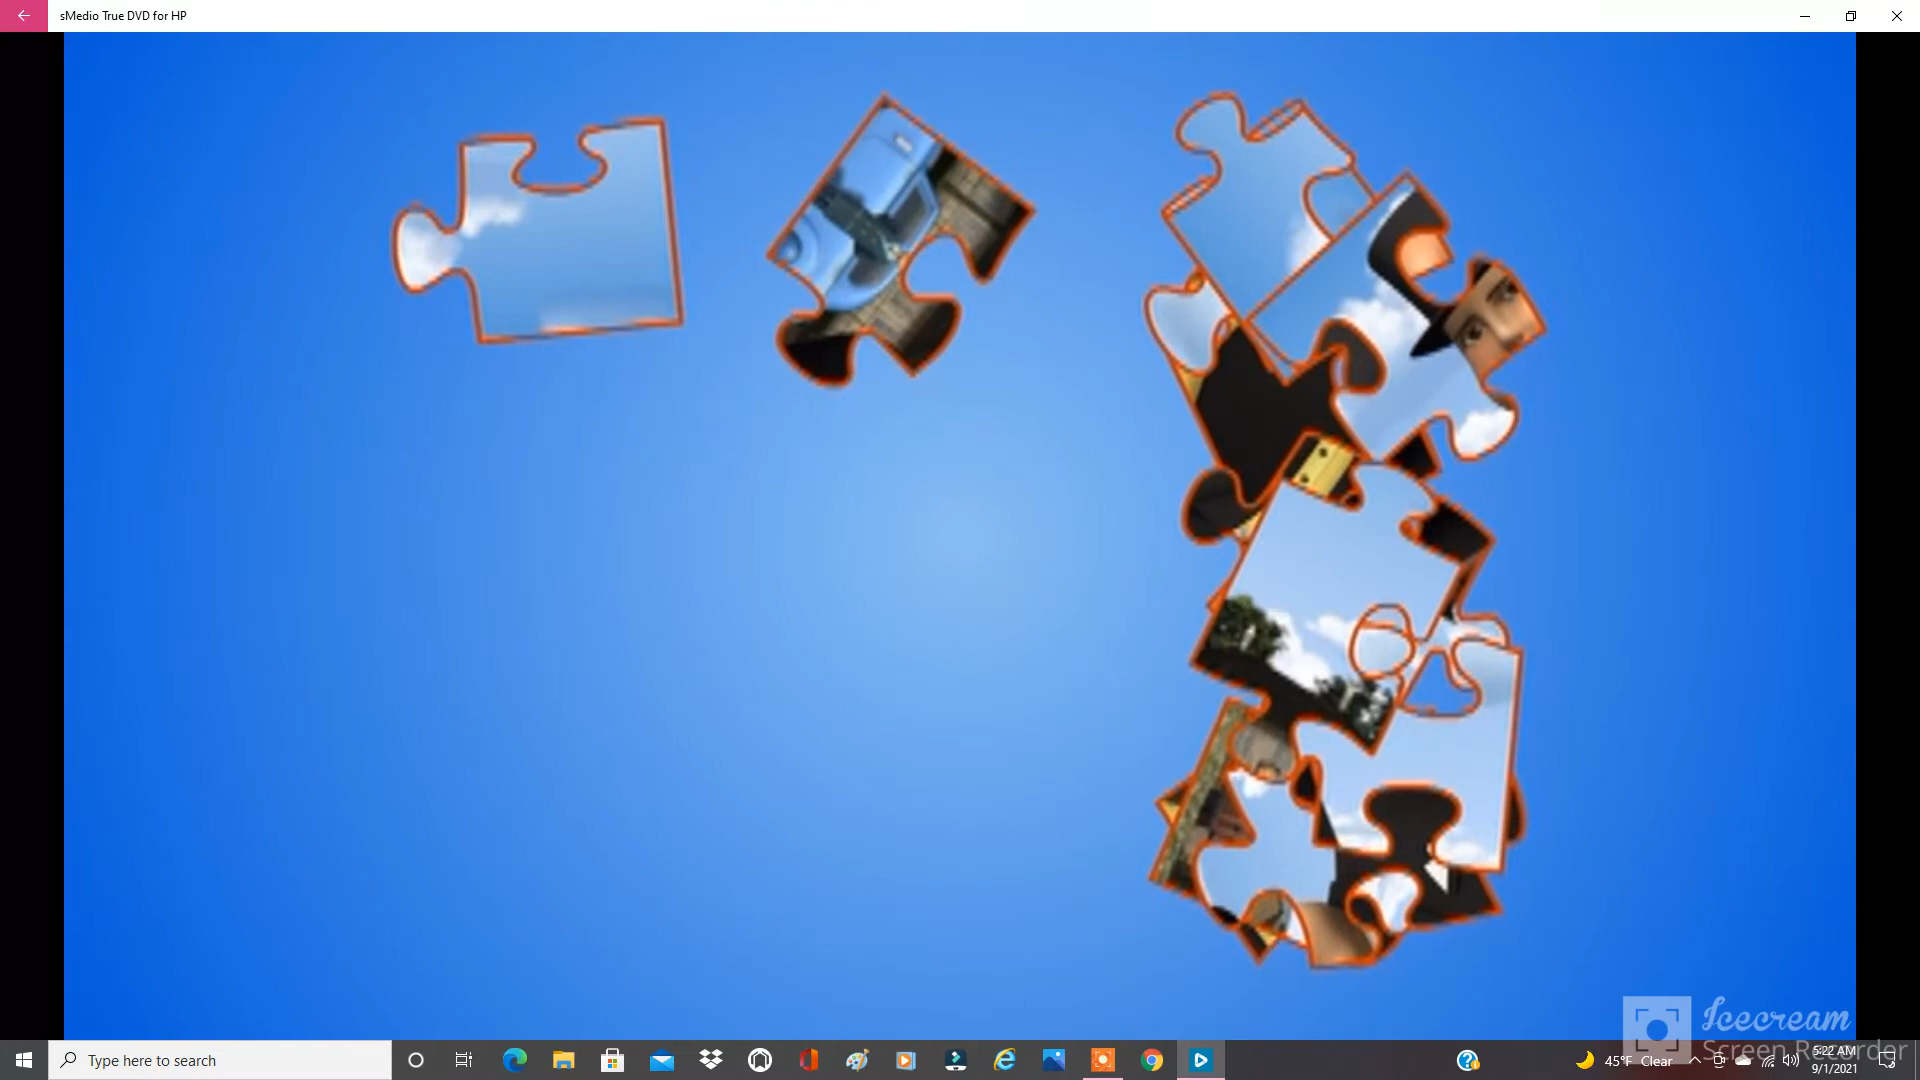 sMedio True DVD for HP
Icecream
Screen Recorder
Type here to search
45°F Clear
5:22 AM
9/1/2021